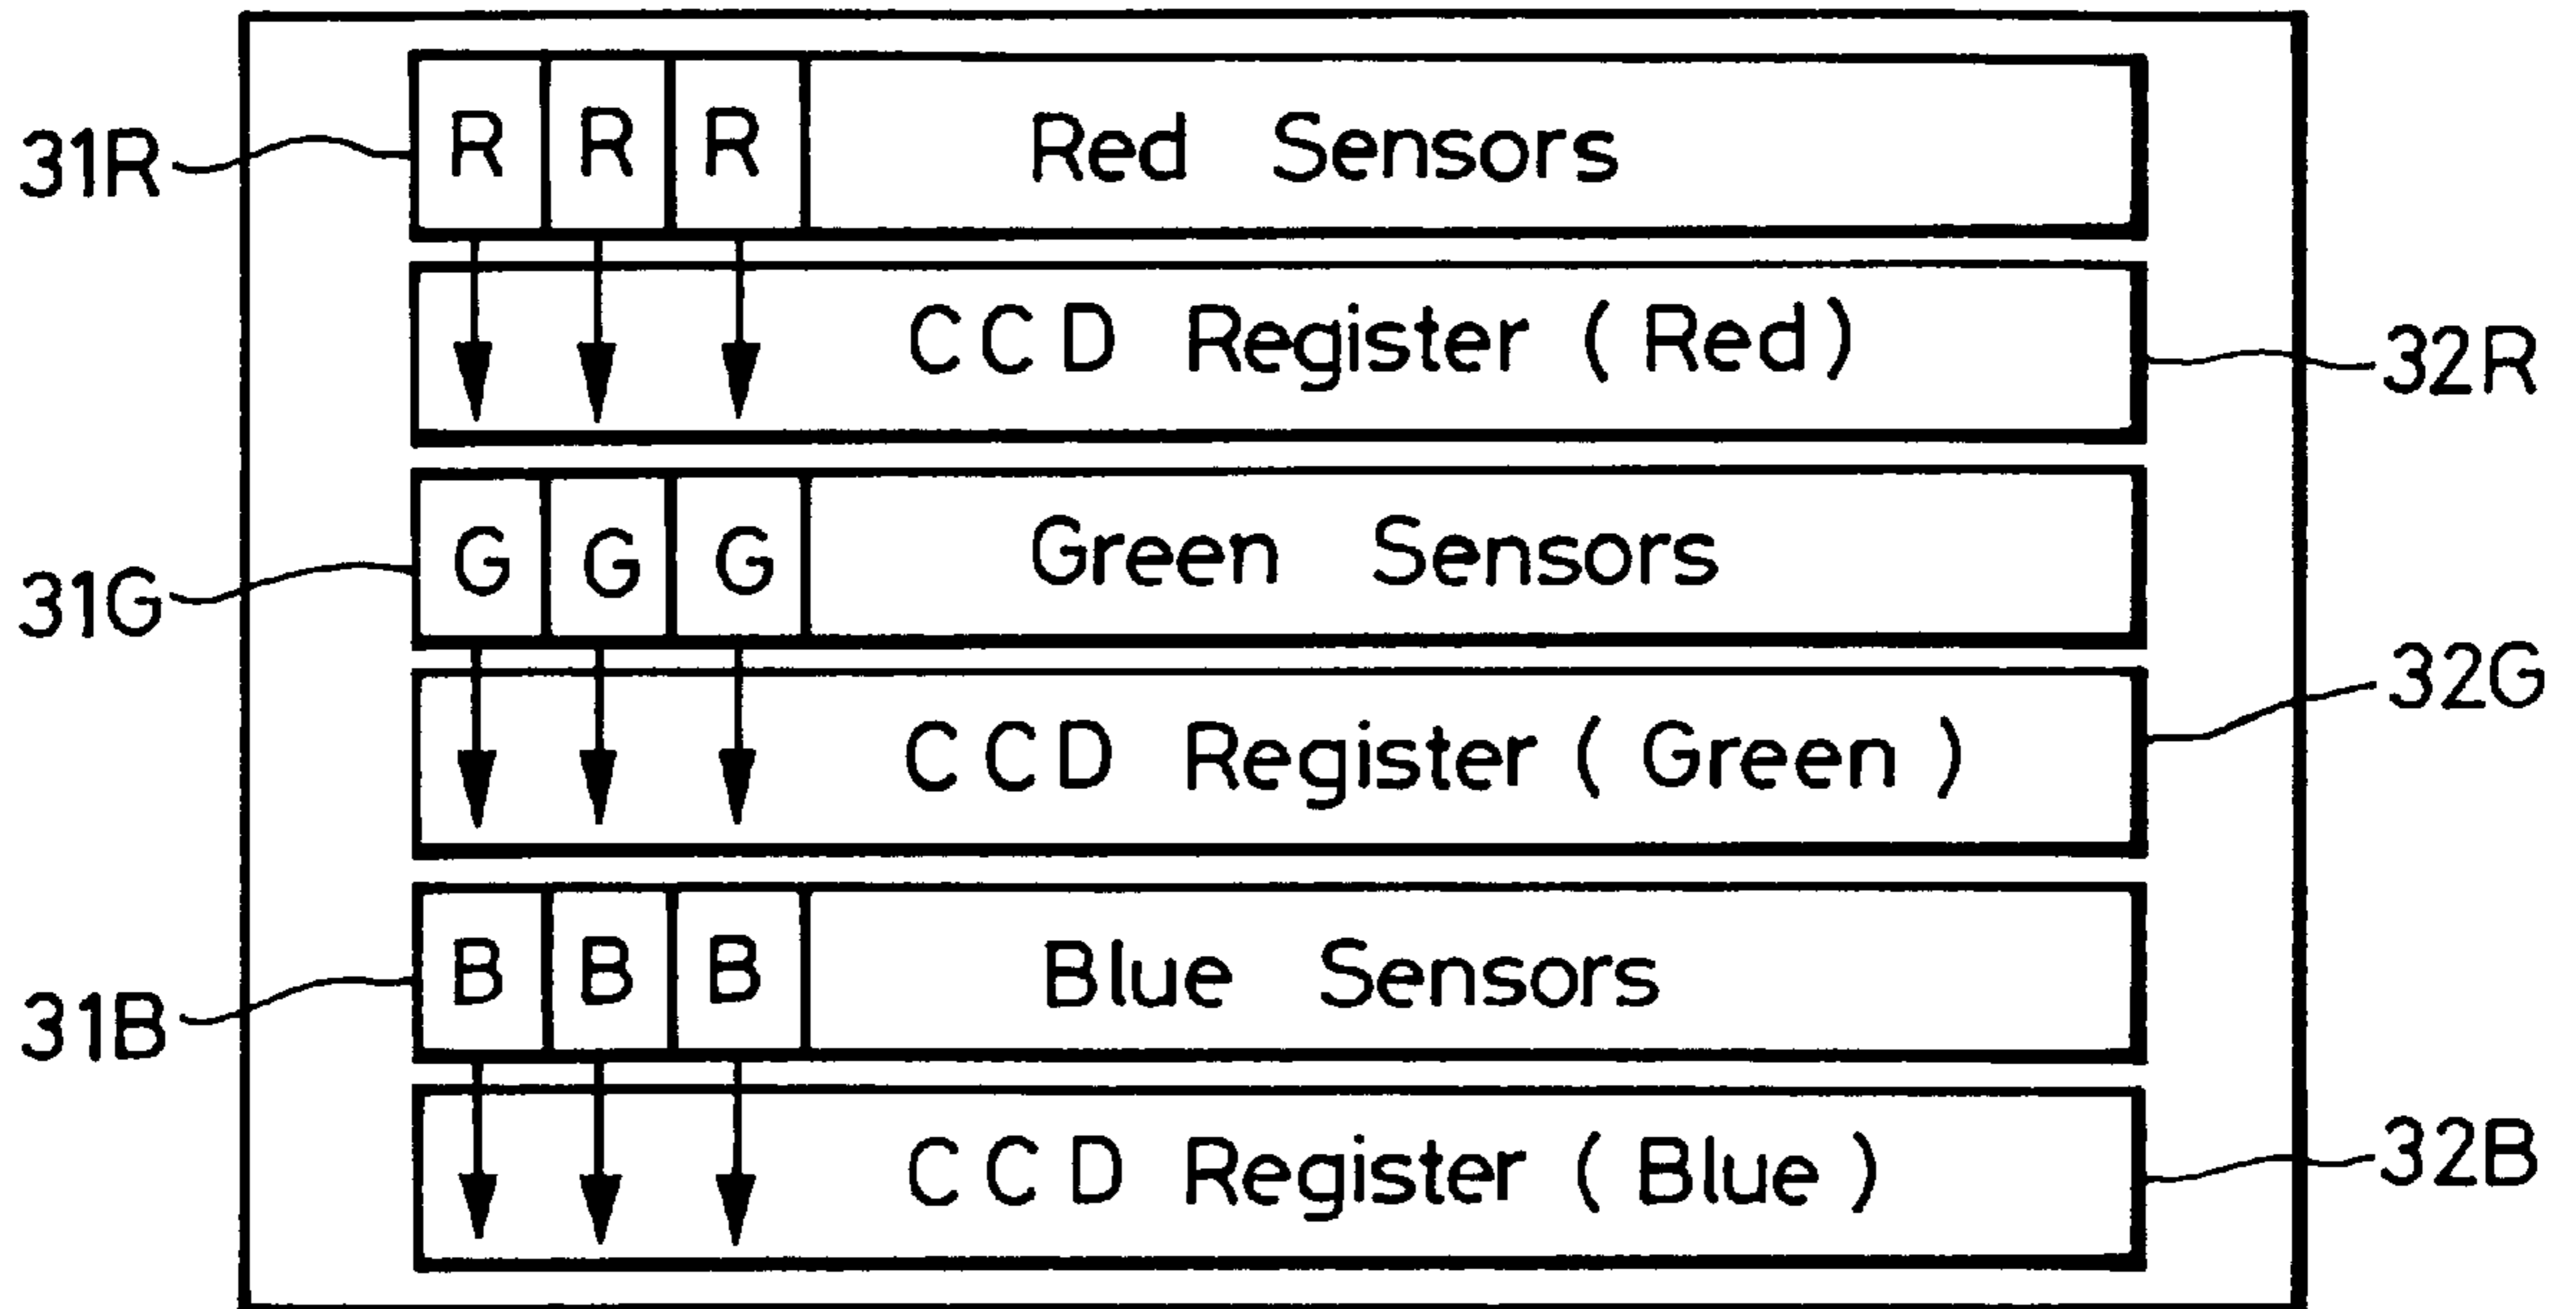 31R
R R R Red Sensors
CCD Register (Red)
32R
31G
G G G Green Sensors
32G
CCD Register (Green)
31B
B B B Blue Sensors
CCD Register (Blue)
32B